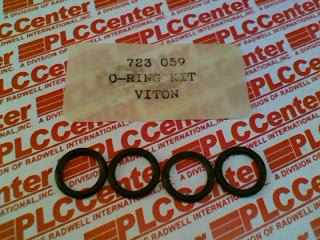 723 059
O-RING KIT
VITON
PLCCenter
A DIVISION OF RADWELL INTERNATIONAL, INC.